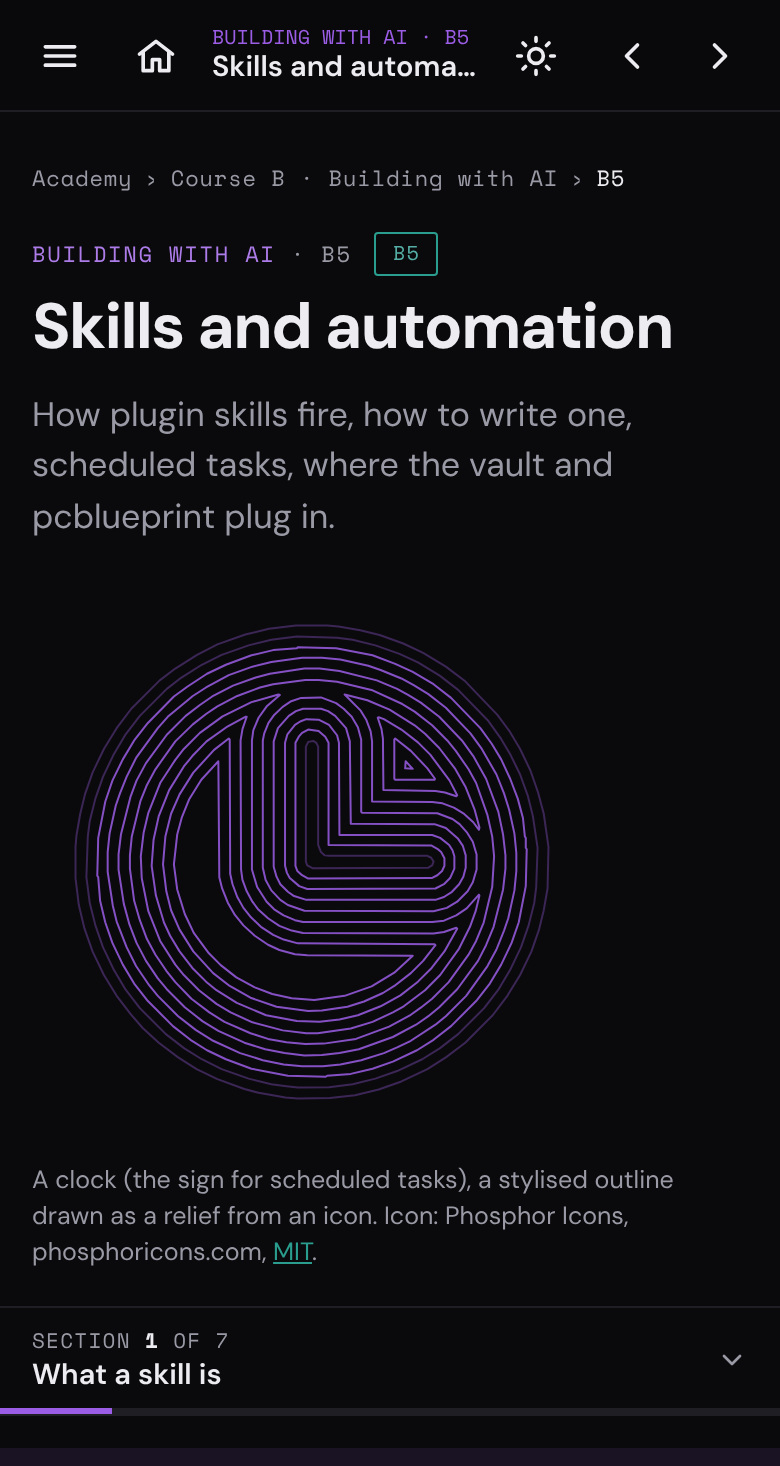 BUILDING WITH AI · B5
Skills and automa...
Academy › Course B · Building with AI › B5
BUILDING WITH AI · B5 B5
Skills and automation
How plugin skills fire, how to write one,
scheduled tasks, where the vault and
pcblueprint plug in.
A clock (the sign for scheduled tasks), a stylised outline
drawn as a relief from an icon. Icon: Phosphor Icons,
phosphoricons.com, MIT.
SECTION 1 OF 7
What a skill is